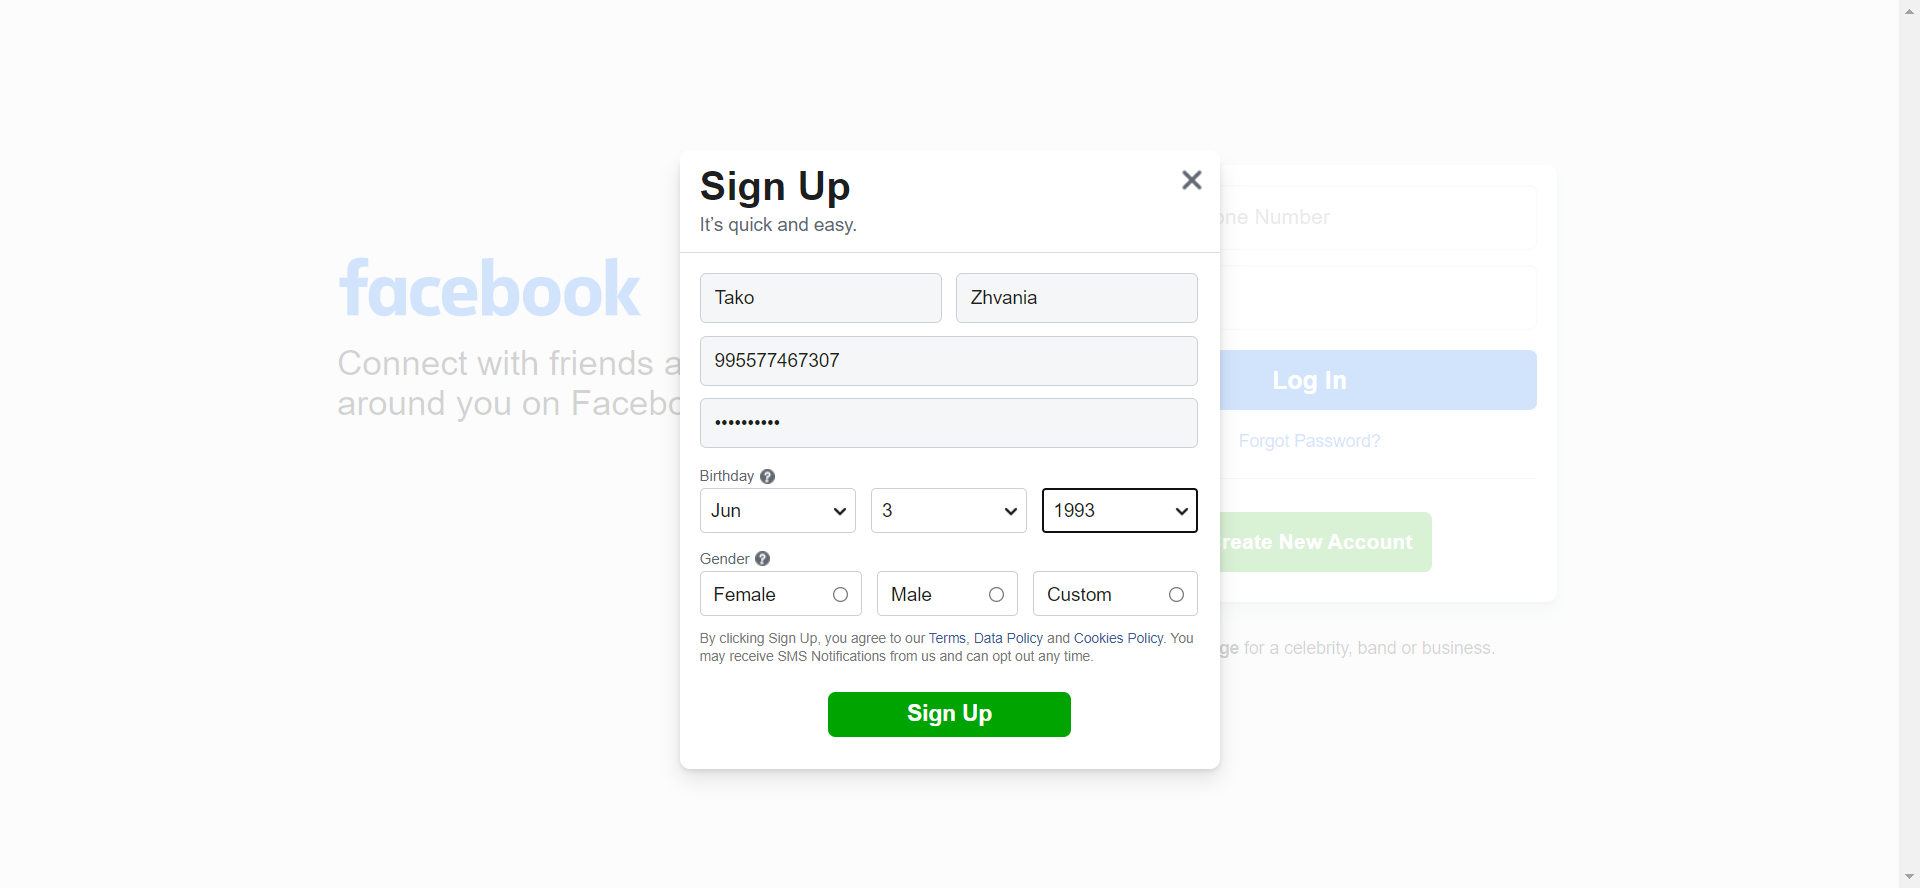 Sign Up
It's quick and easy.
Tako
Zhvania
995577467307
••••••••••
Birthday
Jun
3
1993
Gender
Female
Male
Custom
By clicking Sign Up, you agree to our Terms, Data Policy and Cookies Policy. You
may receive SMS Notifications from us and can opt out any time.
Sign Up
facebook
Connect with friends a
around you on Facebo
Number
Log In
Forgot Password?
reate New Account
ge for a celebrity, band or business.